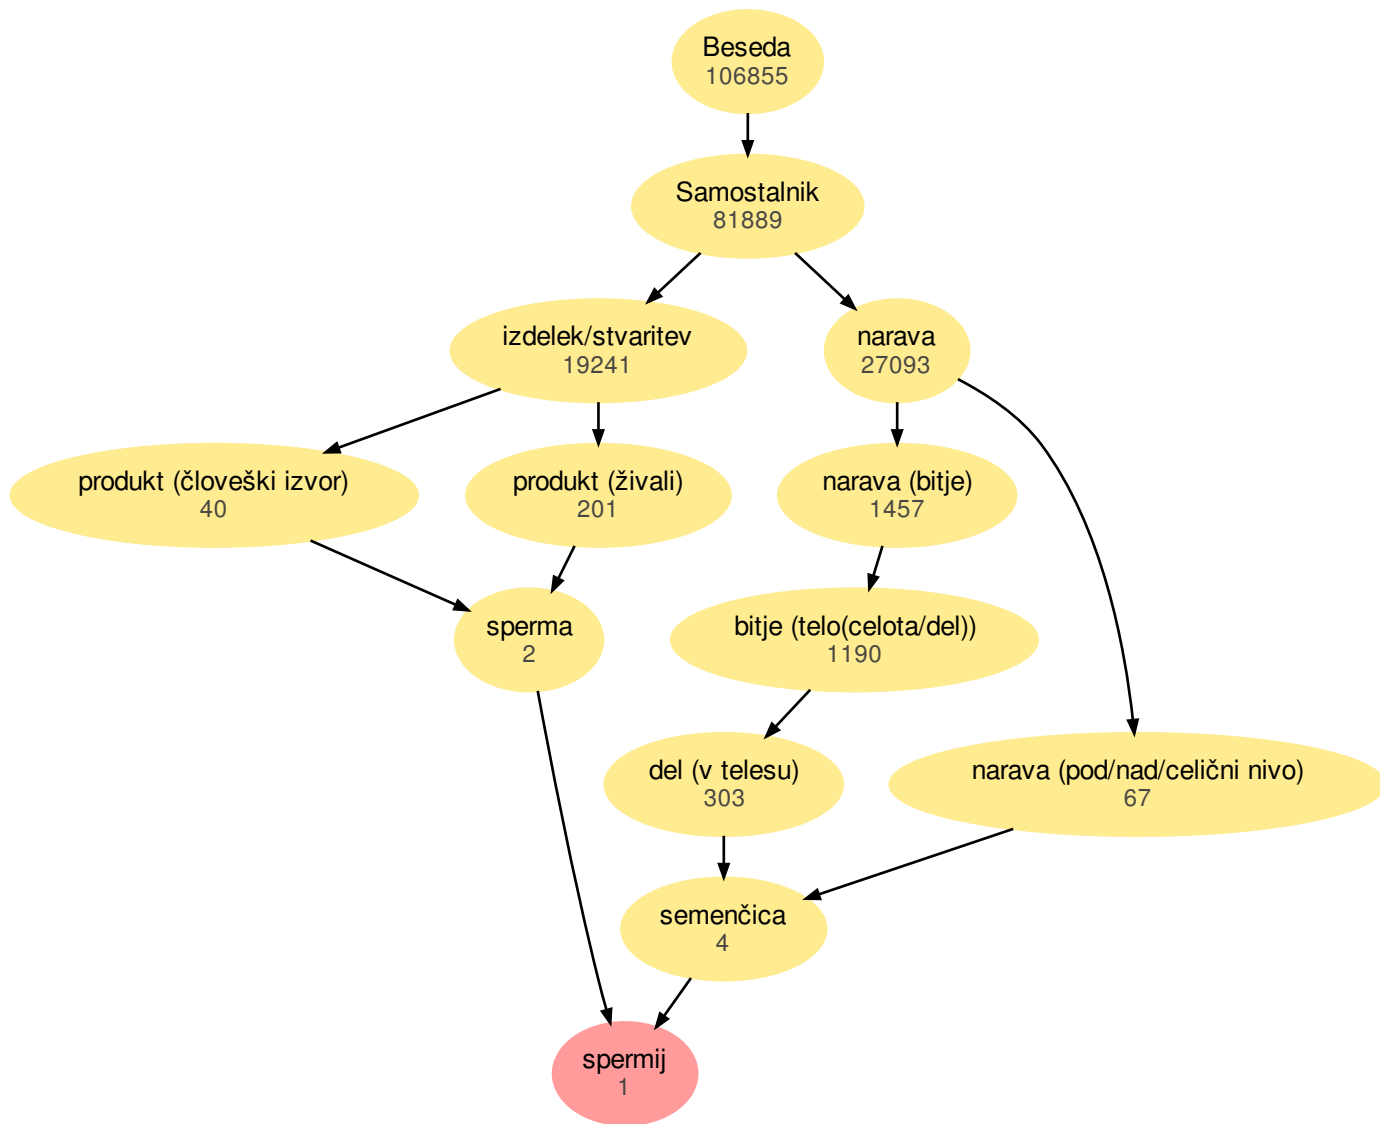 Beseda
106855
Samostalnik
81889
izdelek/stvaritev
19241
narava
27093
produkt (človeški izvor)
40
produkt (živali)
201
narava (bitje)
1457
sperma
2
bitje (telo(celota/del))
1190
del (v telesu)
303
narava (pod/nad/celični nivo)
67
semenčica
4
spermij
1